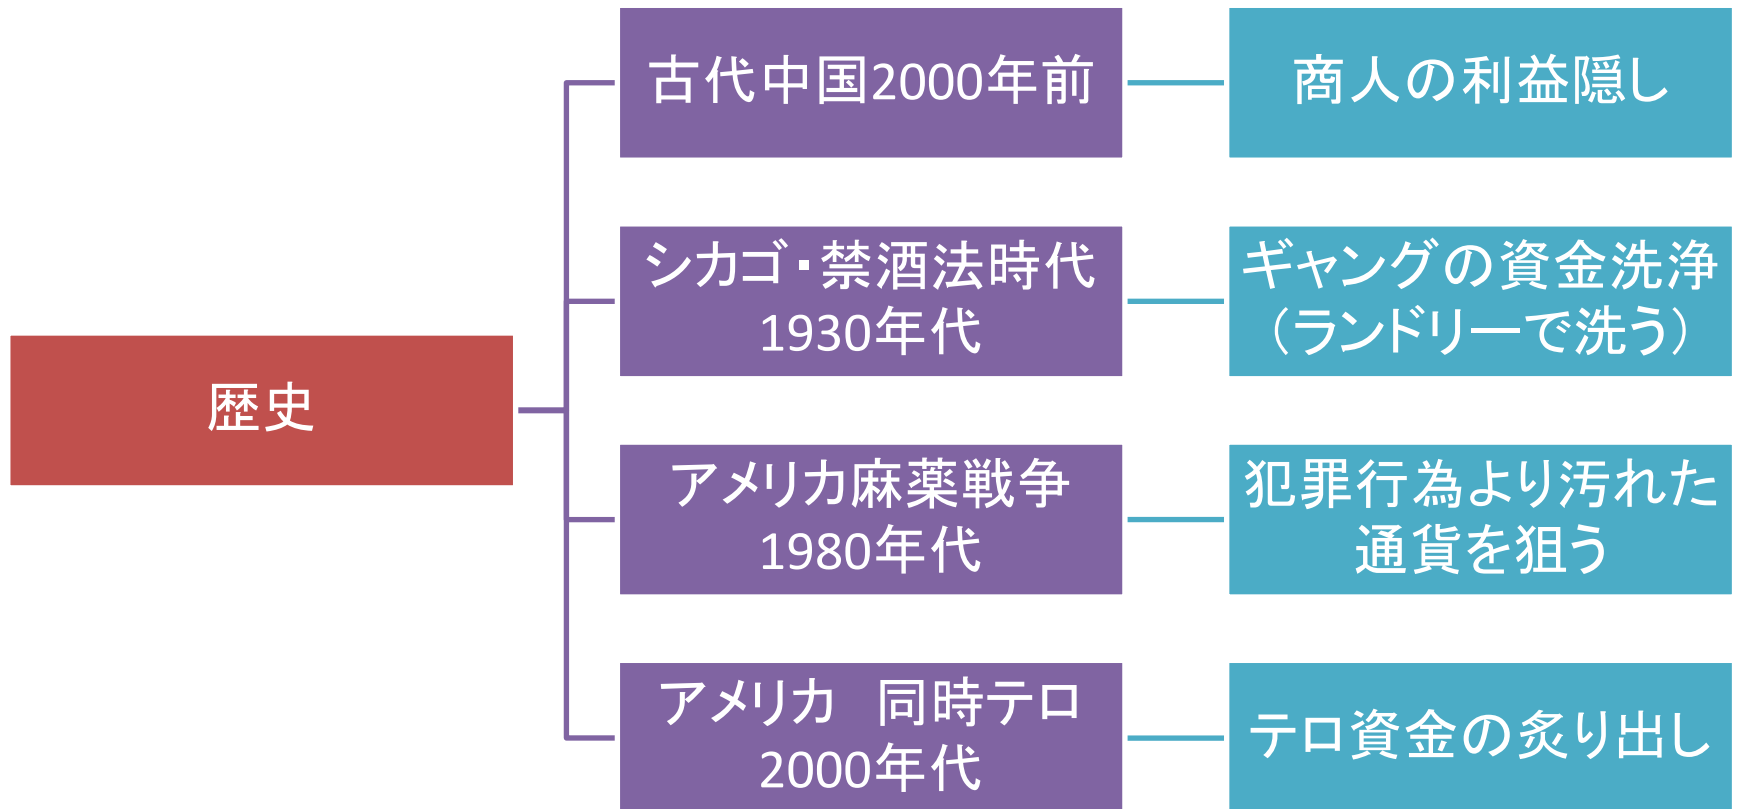 歴史
古代中国2000年前
商人の利益隠し
シカゴ・禁酒法時代
1930年代
ギャングの資金洗浄
（ランドリーで洗う）
アメリカ麻薬戦争
1980年代
犯罪行為より汚れた
通貨を狙う
アメリカ　同時テロ
2000年代
テロ資金の炙り出し